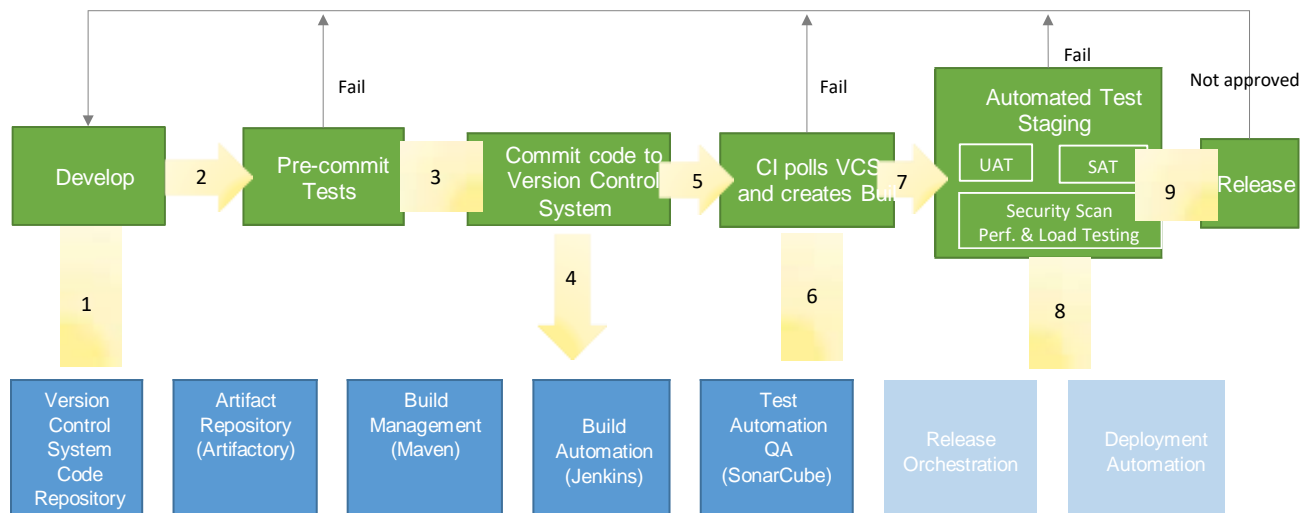 Fail
Fail
Fail
Not approved
Develop
2
Pre-commit
Tests
3
Commit code to
Version Control
System
5
CI polls VCS
and creates Buil
7
Automated Test
Staging
UAT
SAT
Security Scan
Perf. & Load Testing
9
Release
1
4
6
8
Version
Control
System
Code
Repository
Artifact
Repository
(Artifactory)
Build
Management
(Maven)
Build
Automation
(Jenkins)
Test
Automation
QA
(SonarCube)
Release
Orchestration
Deployment
Automation